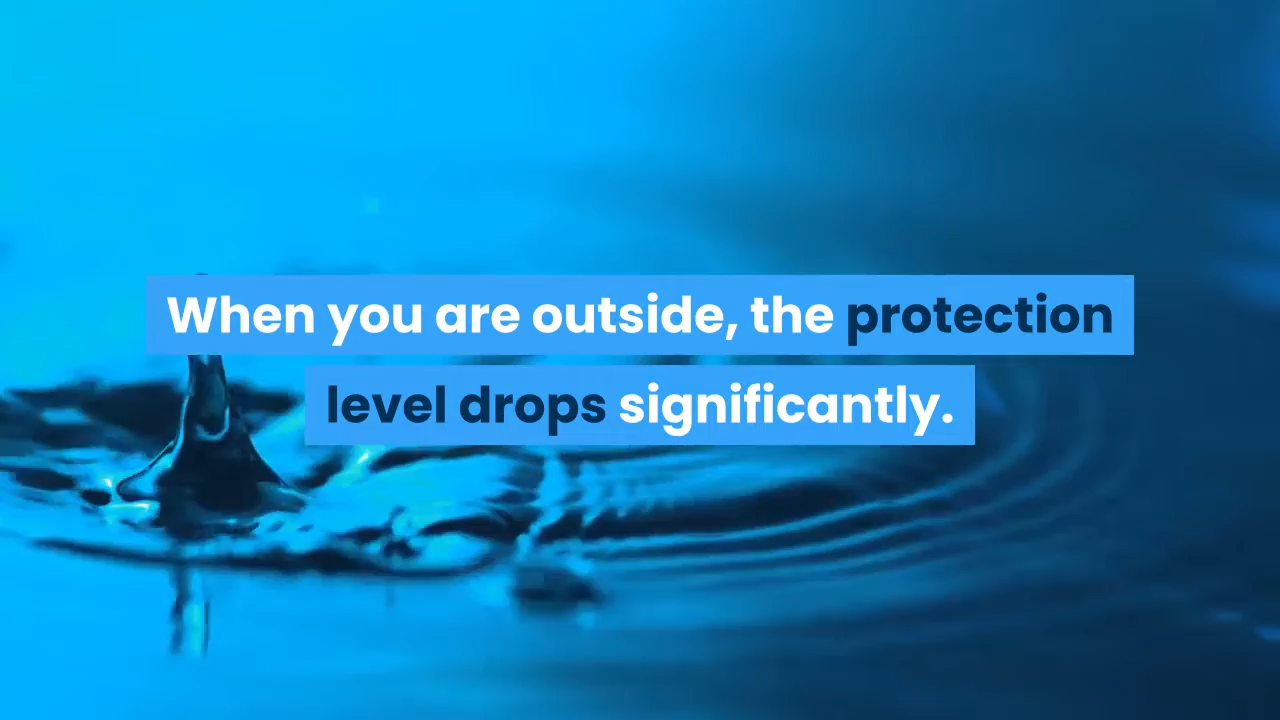 When you are outside, the protection
level drops significantly.